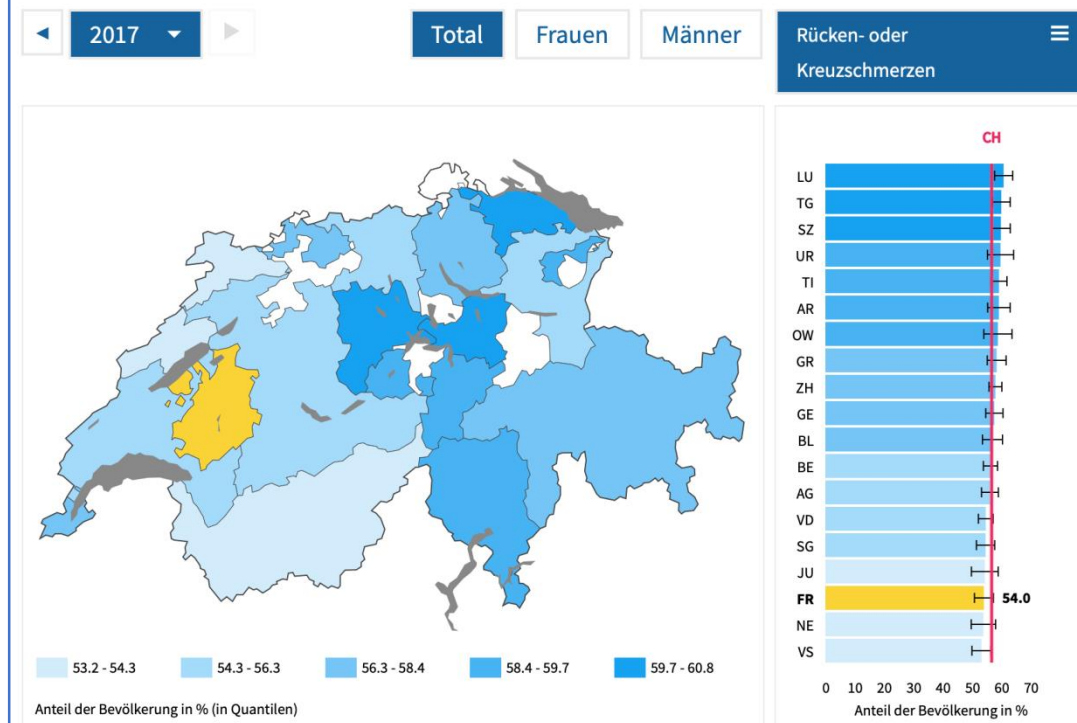 2017
Total
Frauen
Männer
Rücken- oder
Kreuzschmerzen
CH
LU
TG
SZ
UR
TI
AR
OW
GR
ZH
GE
BL
BE
AG
VD
SG
JU
FR 54.0
NE
VS
0 10 20 30 40 50 60 70
Anteil der Bevölkerung in %
53.2 - 54.3
54.3 - 56.3
56.3 - 58.4
58.4 - 59.7
59.7 - 60.8
Anteil der Bevölkerung in % (in Quantilen)